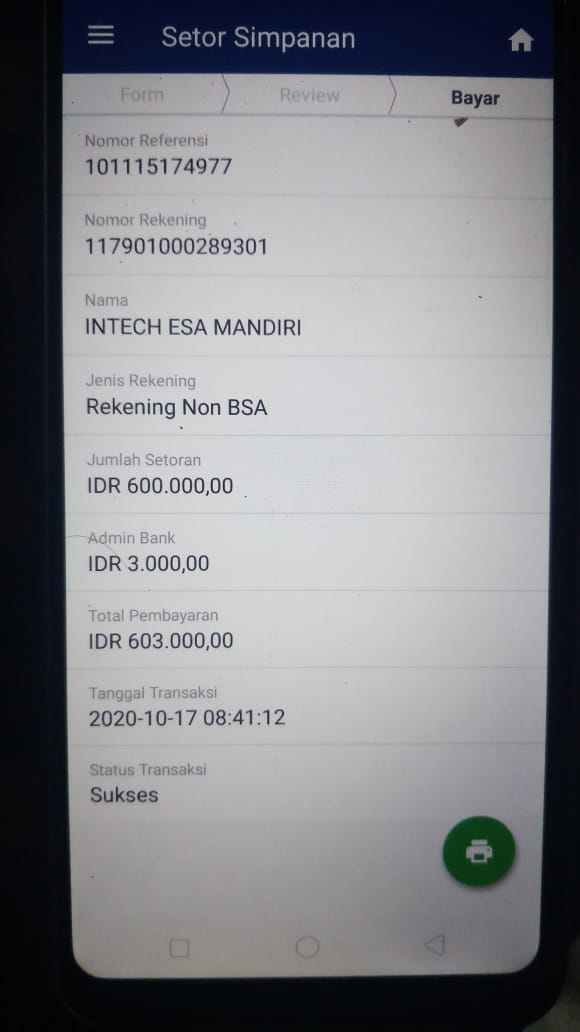 Setor Simpanan
Form
Review
Bayar
Nomor Referensi
101115174977
Nomor Rekening
117901000289301
Nama
INTECH ESA MANDIRI
Jenis Rekening
Rekening Non BSA
Jumlah Setoran
IDR 600.000,00
Admin Bank
IDR 3.000,00
Total Pembayaran
IDR 603.000,00
Tanggal Transaksi
2020-10-17 08:41:12
Status Transaksi
Sukses